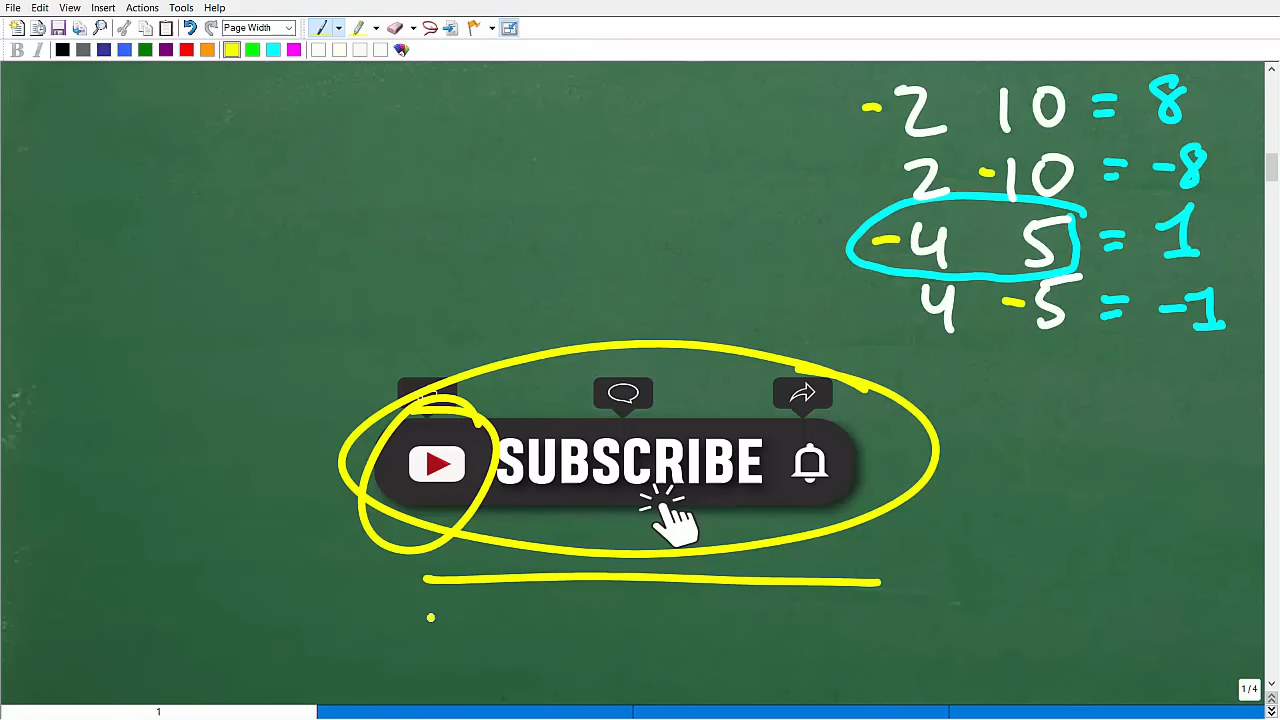 File Edit View Insert Actions Tools Help
Page Width
B I
-2 10 = 8
2 -10 = -8
-4 5 = 1
4 -5 = -1
SUBSCRIBE
1/4
1